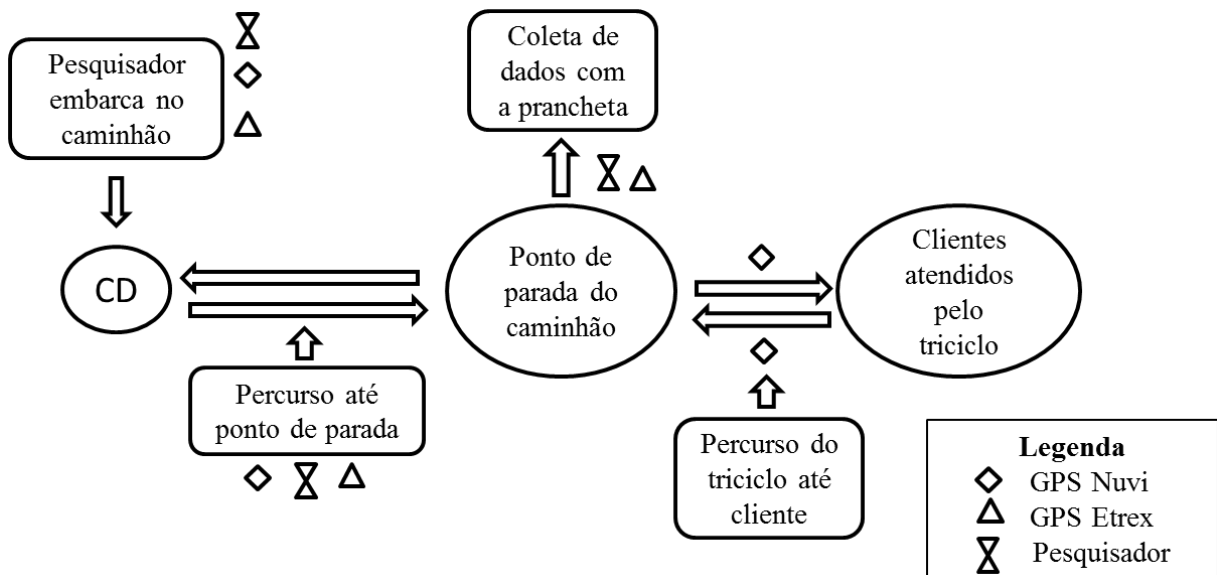 Pesquisador
embarca no
caminhão
Coleta de
dados com
a prancheta
CD
Ponto de
parada do
caminhão
Clientes
atendidos
pelo
triciclo
Percurso até
ponto de parada
Percurso do
triciclo até
cliente
Legenda
GPS Nuvi
GPS Etrex
Pesquisador